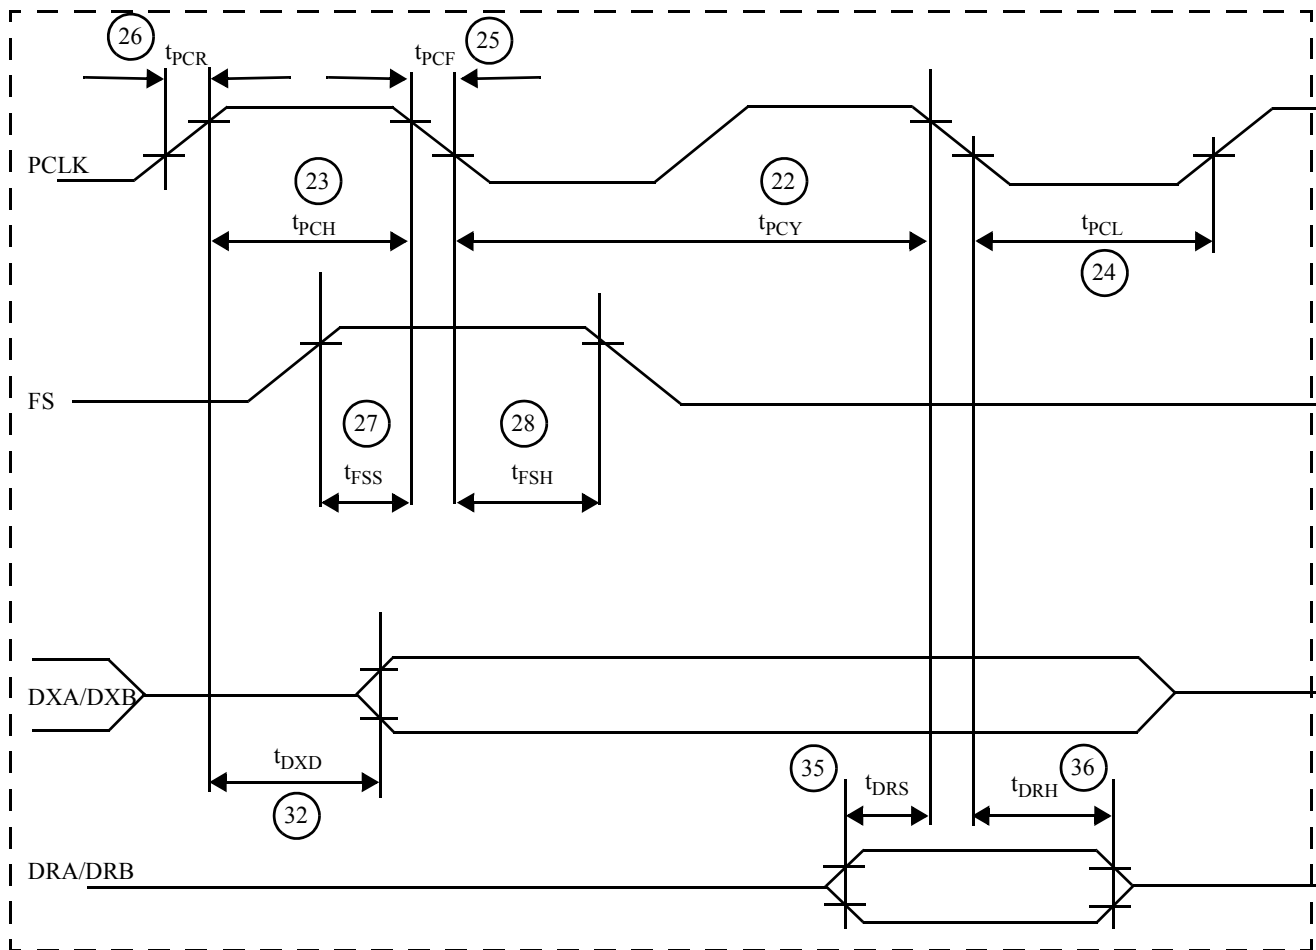 26
tPCR
tPCF
25
PCLK
23
22
tPCH
tPCY
tPCL
24
FS
27
28
tFSS
tFSH
DXA/DXB
tDXD
35
tDRS
tDRH
36
32
DRA/DRB